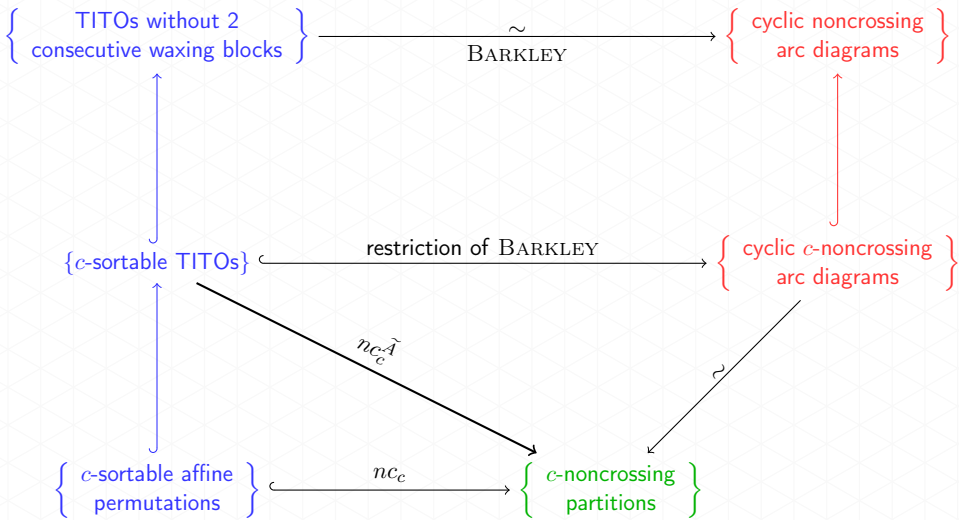 TITOs without 2
consecutive waxing blocks
∼
BARKLEY
cyclic noncrossing
arc diagrams
{c-sortable TITOs}
restriction of BARKLEY
cyclic c-noncrossing
arc diagrams
nc_c^Ã
∼
c-sortable affine
permutations
nc_c
c-noncrossing
partitions